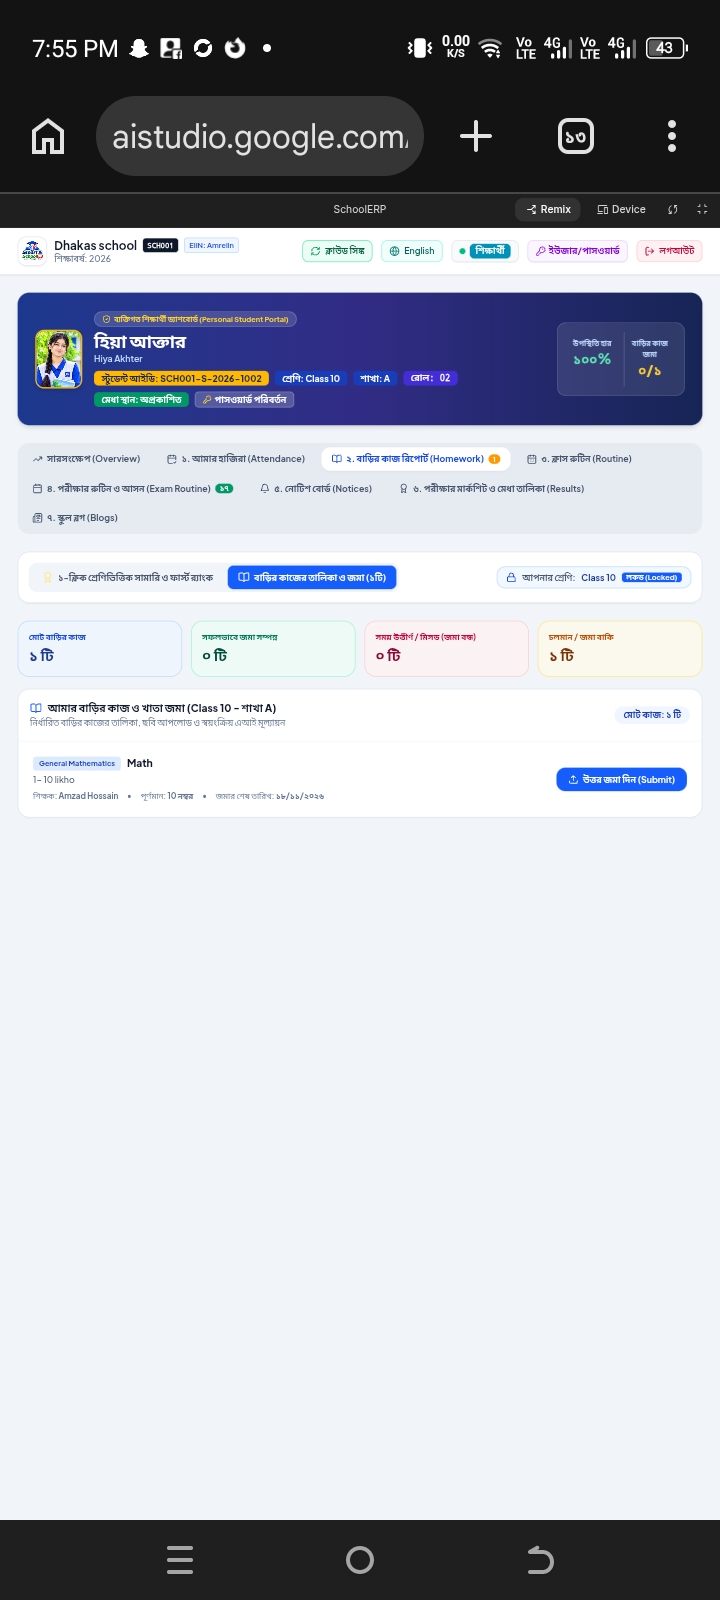 7:55 PM 0.00 K/S Vo LTE 4G Vo LTE 4G 43
aistudio.google.com/ ১৩
SchoolERP Remix Device
Dhakas school SCH001 EIIN: Amrelin
শিক্ষাবর্ষ: 2026
ক্লাউড সিঙ্ক English শিক্ষার্থী ইউজার/পাসওয়ার্ড লগআউট
ব্যক্তিগত শিক্ষার্থী ড্যাশবোর্ড (Personal Student Portal)
হিয়া আক্তার
Hiya Akhter
স্টুডেন্ট আইডি: SCH001-S-2026-1002 শ্রেণি: Class 10 শাখা: A রোল: 02
মেধা স্থান: অপ্রকাশিত পাসওয়ার্ড পরিবর্তন
উপস্থিতি হার
১০০%
বাড়ির কাজ
জমা
০/১
সারসংক্ষেপ (Overview) ১. আমার হাজিরা (Attendance) ২. বাড়ির কাজ রিপোর্ট (Homework) 1 ৩. ক্লাস রুটিন (Routine)
৪. পরীক্ষার রুটিন ও আসন (Exam Routine) ১৭ ৫. নোটিশ বোর্ড (Notices) ৬. পরীক্ষার মার্কশিট ও মেধা তালিকা (Results)
৭. স্কুল ব্লগ (Blogs)
১-ক্লিক শ্রেণিভিত্তিক সামারি ও ফার্স্ট র‍্যাংক বাড়ির কাজের তালিকা ও জমা (১টি) আপনার শ্রেণি: Class 10 লকড (Locked)
মোট বাড়ির কাজ সফলভাবে জমা সম্পন্ন সময় উত্তীর্ণ / মিসড (জমা বন্ধ) চলমান / জমা বাকি
১ টি ০ টি ০ টি ১ টি
আমার বাড়ির কাজ ও খাতা জমা (Class 10 - শাখা A)
নির্ধারিত বাড়ির কাজের তালিকা, ছবি আপলোড ও স্বয়ংক্রিয় এআই মূল্যায়ন
মোট কাজ: ১ টি
General Mathematics Math
1-10 likho
শিক্ষক: Amzad Hossain • পূর্ণমান: 10 নম্বর • জমার শেষ তারিখ: ১৮/১১/২০২৬
উত্তর জমা দিন (Submit)